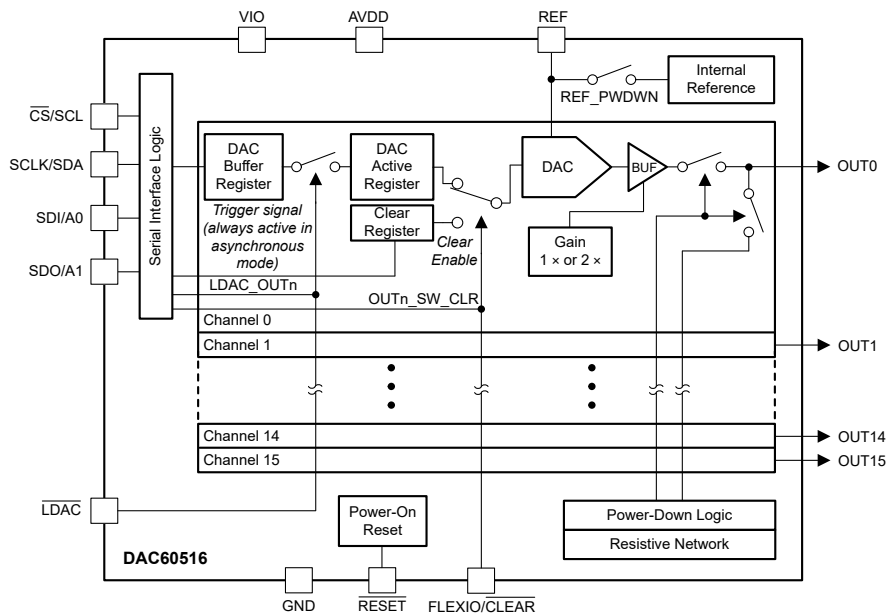 VIO
AVDD
REF
Internal
Reference
REF_PWDWN
CS/SCL
SCLK/SDA
SDI/A0
SDO/A1
Serial Interface Logic
DAC
Buffer
Register
DAC
Active
Register
DAC
BUF
OUT0
Trigger signal
(always active in
asynchronous
mode)
Clear
Register
Clear
Enable
Gain
1 × or 2 ×
LDAC_OUTn
OUTn_SW_CLR
Channel 0
Channel 1
OUT1
Channel 14
OUT14
Channel 15
OUT15
LDAC
Power-On
Reset
Power-Down Logic
Resistive Network
DAC60516
GND
RESET
FLEXIO/CLEAR